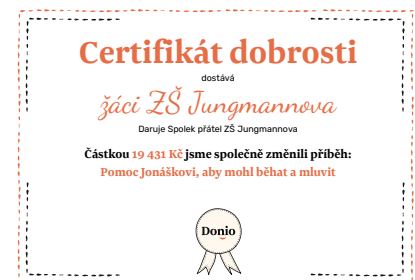 Certifikát dobrosti
dostává
žáci ZŠ Jungmannova
Daruje Spolek přátel ZŠ Jungmannova
Částkou 19 431 Kč jsme společně změnili příběh:
Pomoc Jonáškovi, aby mohl běhat a mluvit
Donio